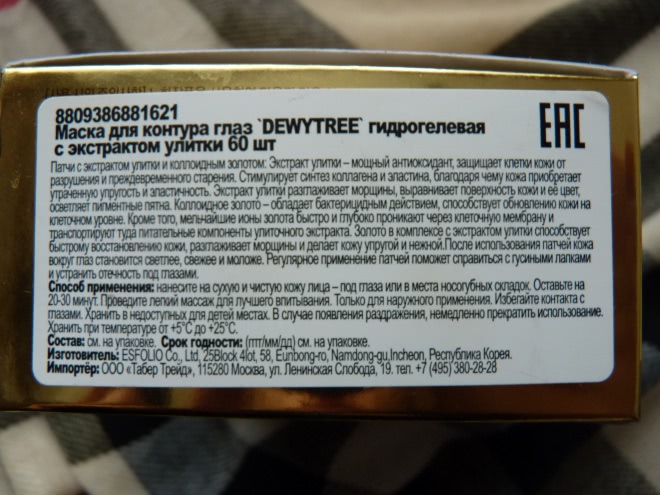 8809386881621
EAC
Маска для контура глаз `DEWYTREE` гидрогелевая
с экстрактом улитки 60 шт
Патчи с экстрактом улитки и коллоидным золотом: Экстракт улитки – мощный антиоксидант, защищает клетки кожи от
разрушения и преждевременного старения. Стимулирует синтез коллагена и эластина, благодаря чему кожа приобретает
утраченную упругость и эластичность. Экстракт улитки разглаживает морщины, выравнивает поверхность кожи и её цвет,
осветляет пигментные пятна. Коллоидное золото – обладает бактерицидным действием, способствует обновлению кожи на
клеточном уровне. Кроме того, мельчайшие ионы золота быстро и глубоко проникают через клеточную мембрану и
транспортируют туда питательные компоненты улиточного экстракта. Золото в комплексе с экстрактом улитки способствует
быстрому восстановлению кожи, разглаживает морщины и делает кожу упругой и нежной.После использования патчей кожа
вокруг глаз становится светлее, свежее и моложе. Регулярное применение патчей поможет справиться с гусиными лапками
и устранить отечность под глазами.
Способ применения: нанесите на сухую и чистую кожу лица – под глаза или в места носогубных складок. Оставьте на
20-30 минут. Проведите легкий массаж для лучшего впитывания. Только для наружного применения. Избегайте контакта с
глазами. Хранить в недоступных для детей местах. В случае появления раздражения, немедленно прекратить использование.
Хранить при температуре от +5°C до +25°C.
Состав: см. на упаковке. Срок годности: (гггг/мм/дд) см. на упаковке.
Изготовитель: ESFOLIO Co., Ltd, 25Block 4lot, 58, Eunbong-ro, Namdong-gu,Incheon, Республика Корея.
Импортёр: ООО «Табер Трейд», 115280 Москва, ул. Ленинская Слобода, 19. тел. +7 (495) 380-28-28